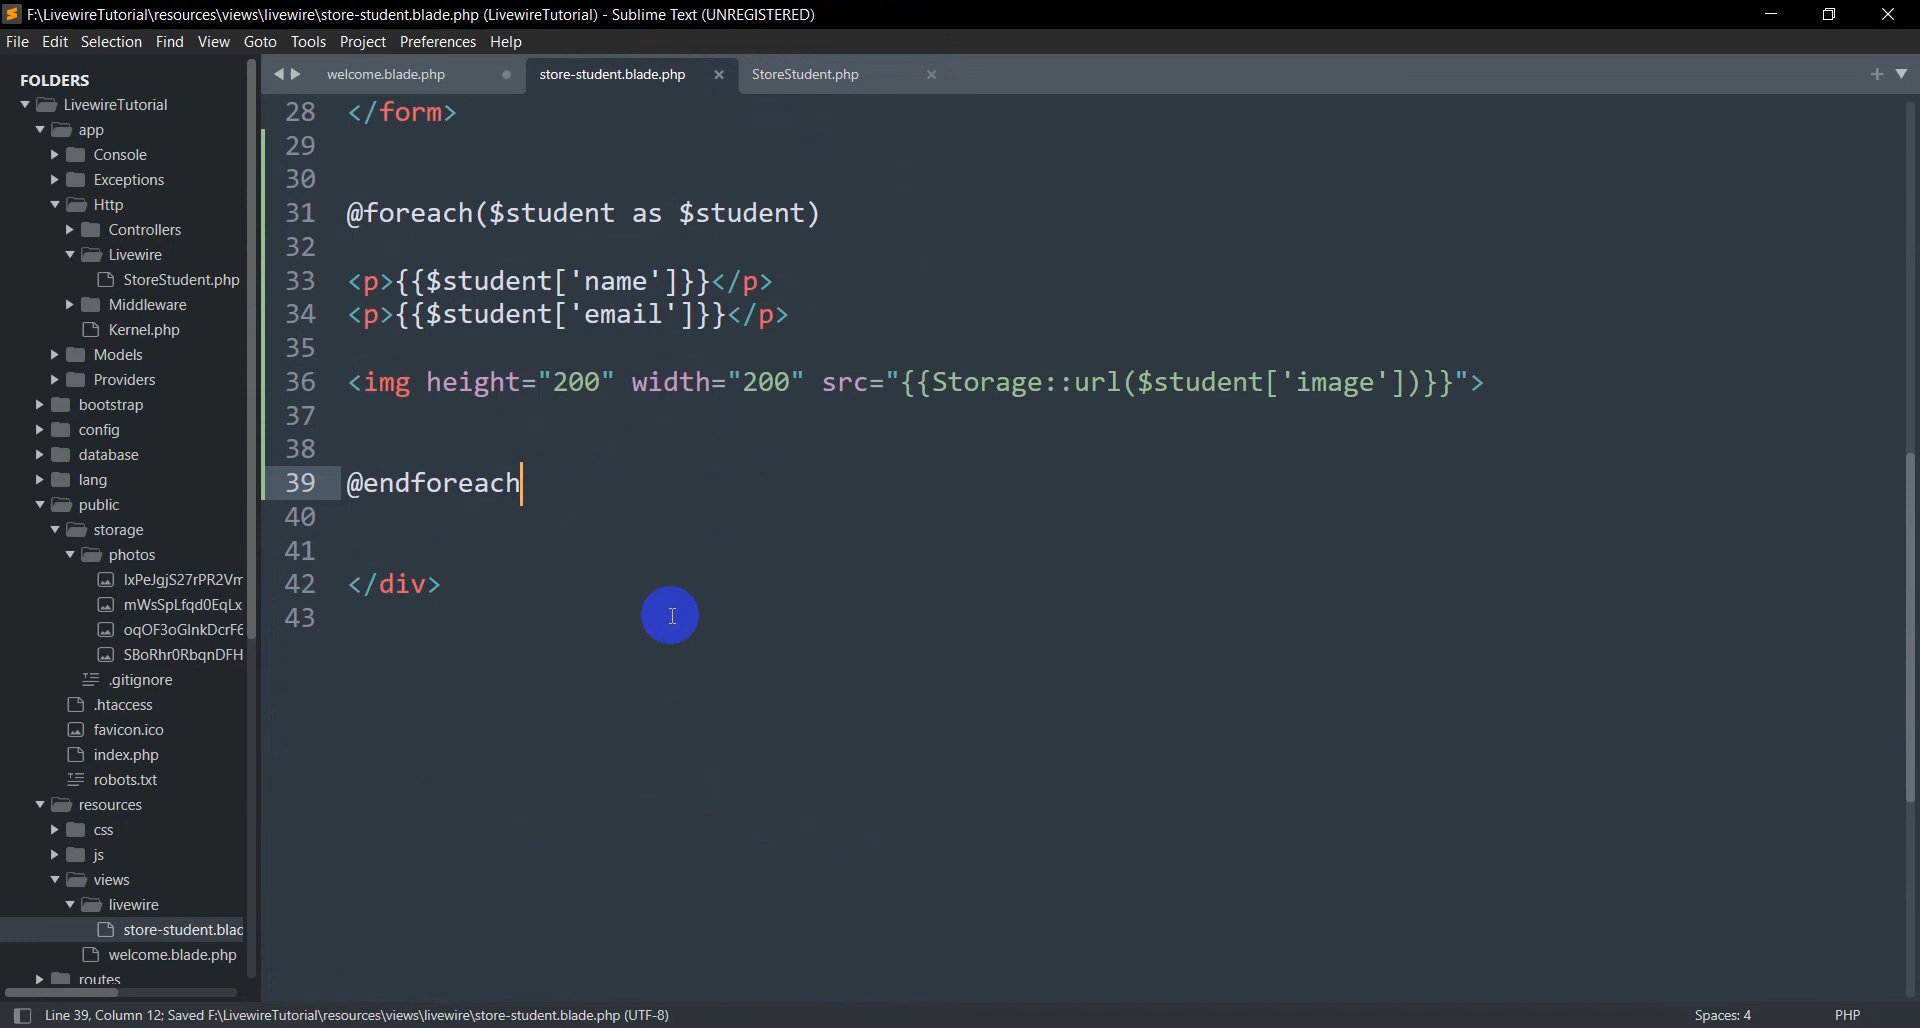 F:\LivewireTutorial\resources\views\livewire\store-student.blade.php (LivewireTutorial) - Sublime Text (UNREGISTERED)
File Edit Selection Find View Goto Tools Project Preferences Help
FOLDERS
LivewireTutorial
app
Console
Exceptions
Http
Controllers
Livewire
StoreStudent.php
Middleware
Kernel.php
Models
Providers
bootstrap
config
database
lang
public
storage
photos
mWsSpLfqd0EqLx
.gitignore
.htaccess
favicon.ico
index.php
robots.txt
resources
css
js
views
livewire
store-student.blad
welcome.blade.php
routes
welcome.blade.php store-student.blade.php StoreStudent.php
28 </form>
29
30
31 @foreach($student as $student)
32
33 <p>{{$student['name']}}</p>
34 <p>{{$student['email']}}</p>
35
36 <img height="200" width="200" src="{{Storage::url($student['image'])}}">
37
38
39 @endforeach
40
41
42 </div>
43
Line 39, Column 12; Saved F:\LivewireTutorial\resources\views\livewire\store-student.blade.php (UTF-8)
Spaces: 4 PHP